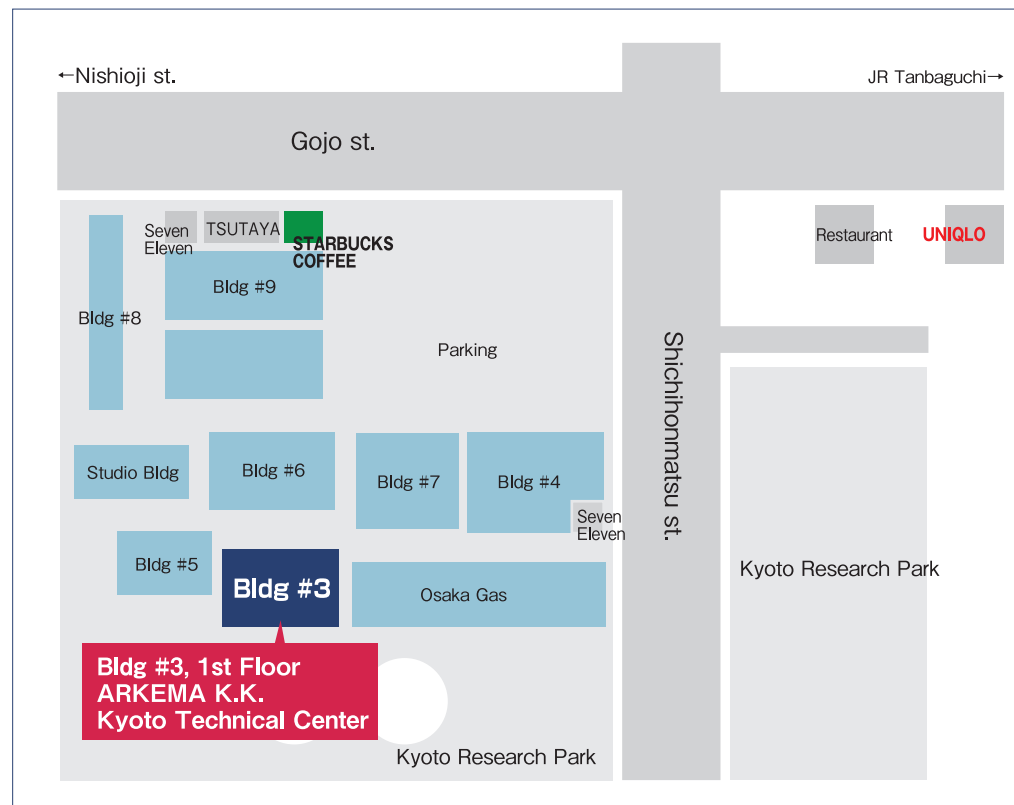 ←Nishioji st.
JR Tanbaguchi→
Gojo st.
Seven
Eleven
TSUTAYA
STARBUCKS
COFFEE
Restaurant
UNIQLO
Bldg #9
Bldg #8
Parking
Shichihonmatsu st.
Studio Bldg
Bldg #6
Bldg #7
Bldg #4
Seven
Eleven
Bldg #5
Bldg #3
Osaka Gas
Kyoto Research Park
Bldg #3, 1st Floor
ARKEMA K.K.
Kyoto Technical Center
Kyoto Research Park